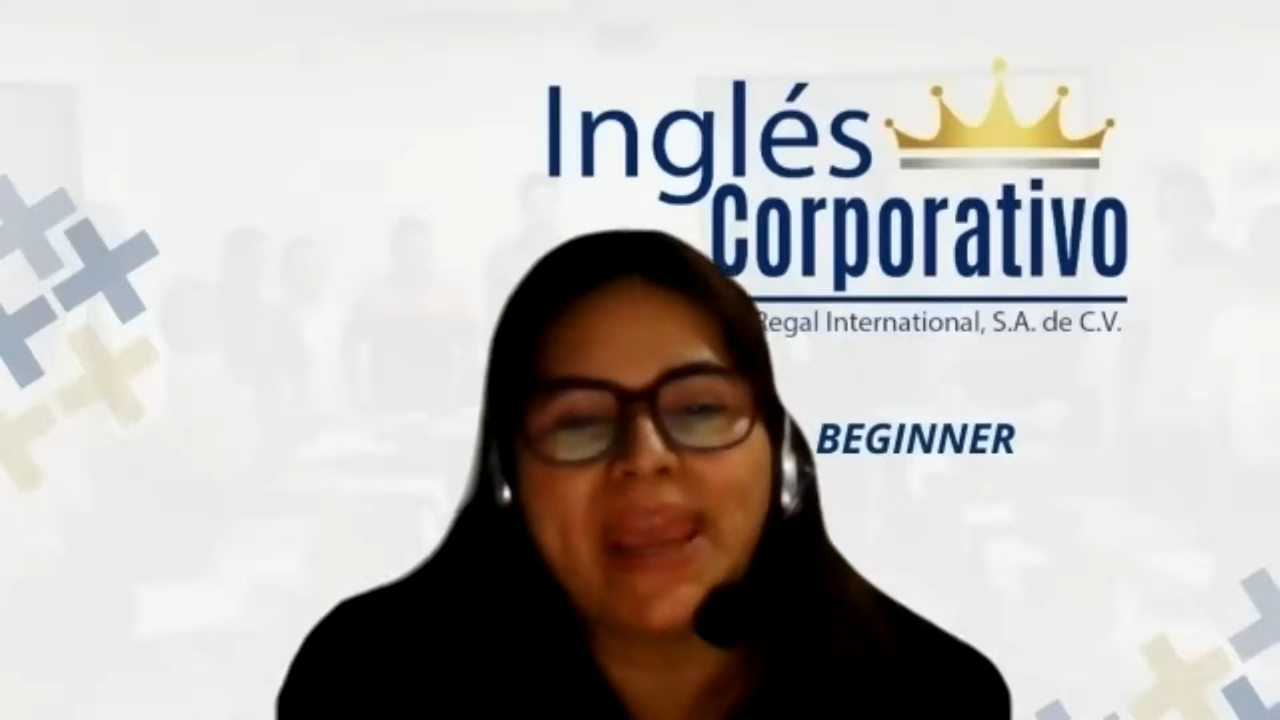 Inglés
Corporativo
Regal International, S.A. de C.V.
BEGINNER